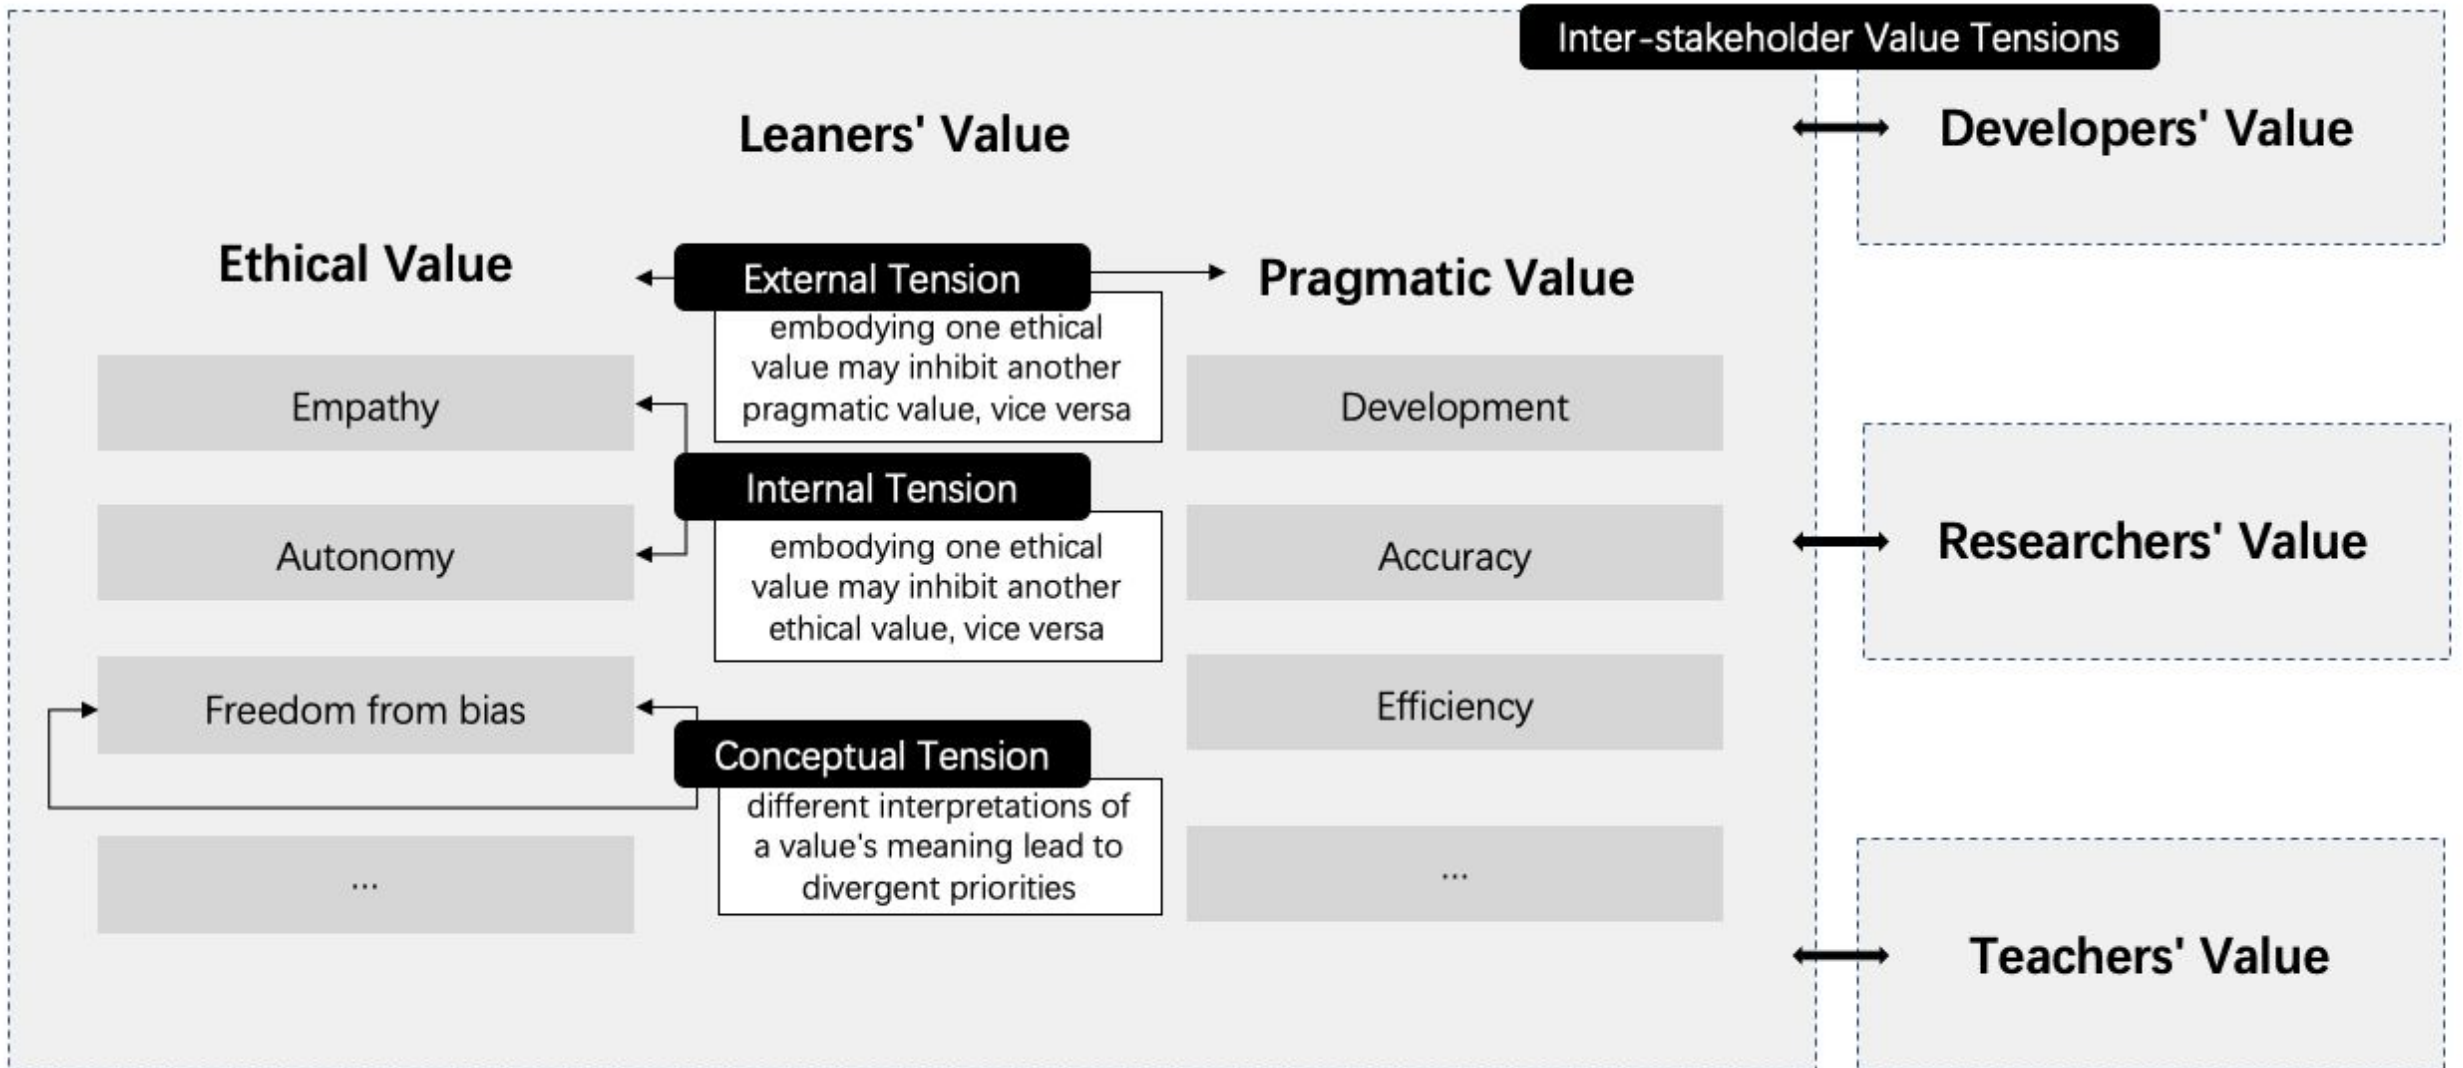 Inter-stakeholder Value Tensions
Leaners' Value
Developers' Value
Ethical Value
External Tension
Pragmatic Value
embodying one ethical
value may inhibit another
pragmatic value, vice versa
Empathy
Development
Internal Tension
embodying one ethical
value may inhibit another
ethical value, vice versa
Autonomy
Accuracy
Researchers' Value
Freedom from bias
Efficiency
Conceptual Tension
different interpretations of
a value's meaning lead to
divergent priorities
...
...
Teachers' Value